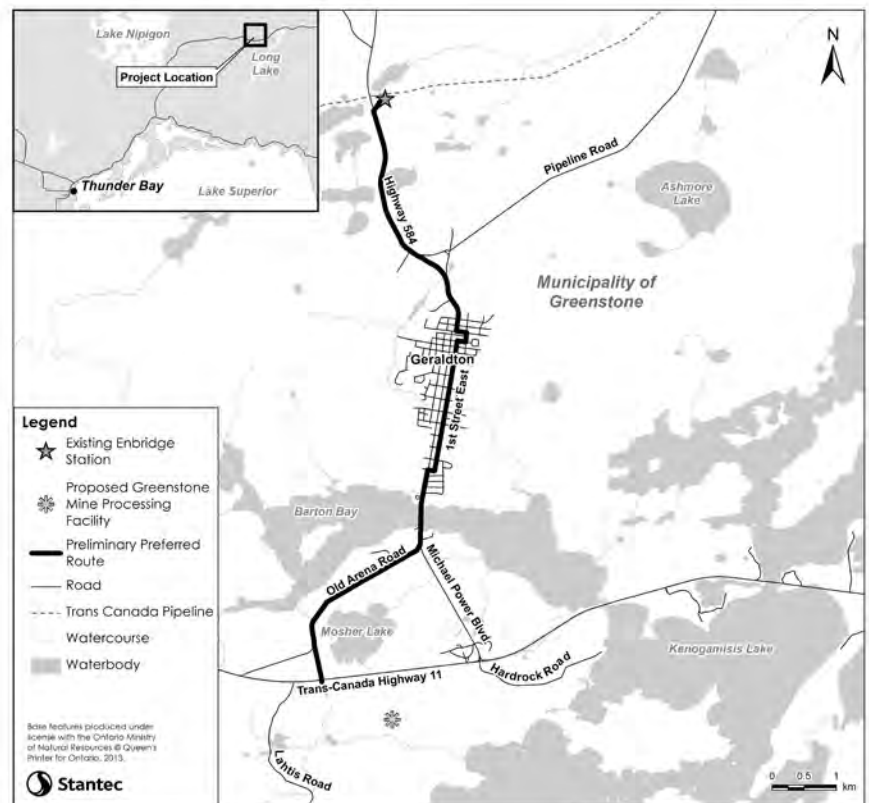 Lake Nipigon
Long
Lake
Project Location
Thunder Bay
Lake Superior
N
Pipeline Road
Highway 584
Ashmore
Lake
Municipality of
Greenstone
Geraldton
1st Street East
Barton Bay
Old Arena Road
Michael Power Blvd
Mosher Lake
Kenogamisis Lake
Hardrock Road
Trans-Canada Highway 11
Lahtis Road
Legend
Existing Enbridge
Station
Proposed Greenstone
Mine Processing
Facility
Preliminary Preferred
Route
Road
Trans Canada Pipeline
Watercourse
Waterbody
Base features produced under
license with the Ontario Ministry
of Natural Resources © Queen's
Printer for Ontario, 2013.
Stantec
0 0.5 1
km